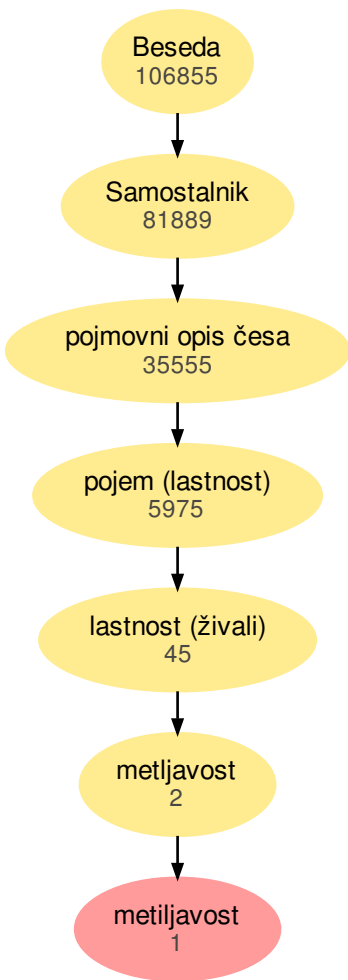 Beseda
106855
Samostalnik
81889
pojmovni opis česa
35555
pojem (lastnost)
5975
lastnost (živali)
45
metljavost
2
metiljavost
1